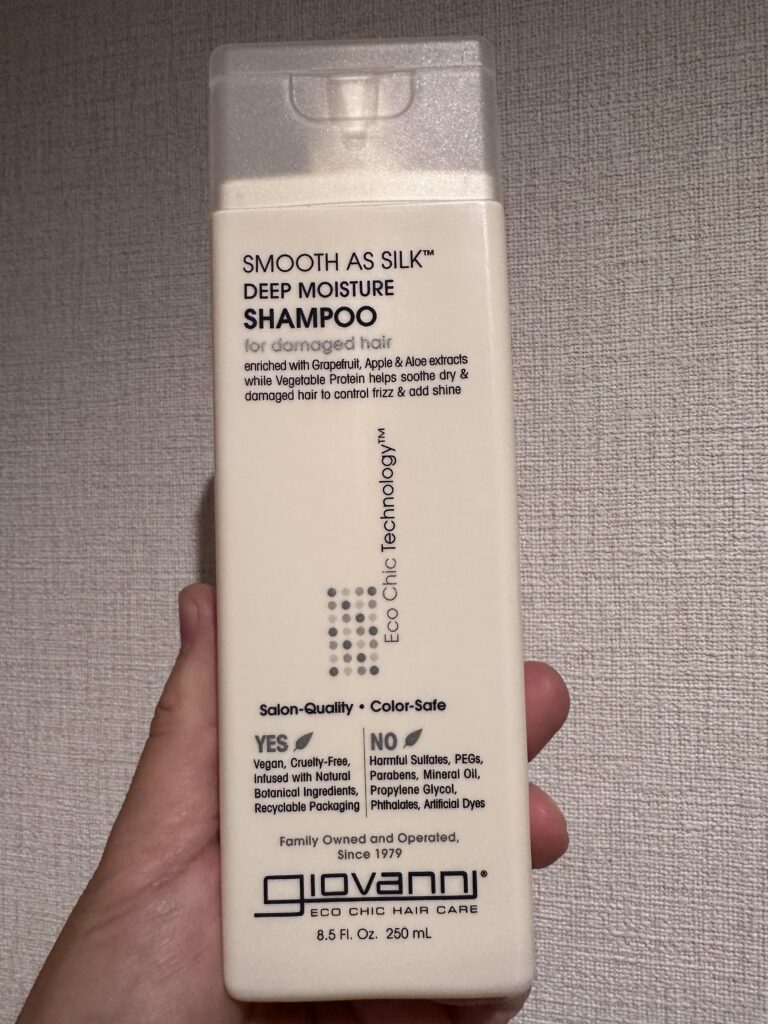 SMOOTH AS SILK™
DEEP MOISTURE
SHAMPOO
for damaged hair
enriched with Grapefruit, Apple & Aloe extracts
while Vegetable Protein helps soothe dry &
damaged hair to control frizz & add shine
Eco Chic Technology™
Salon-Quality • Color-Safe
YES
Vegan, Cruelty-Free,
Infused with Natural
Botanical Ingredients,
Recyclable Packaging
NO
Harmful Sulfates, PEGs,
Parabens, Mineral Oil,
Propylene Glycol,
Phthalates, Artificial Dyes
Family Owned and Operated,
Since 1979
giovanni®
ECO CHIC HAIR CARE
8.5 Fl. Oz. 250 mL